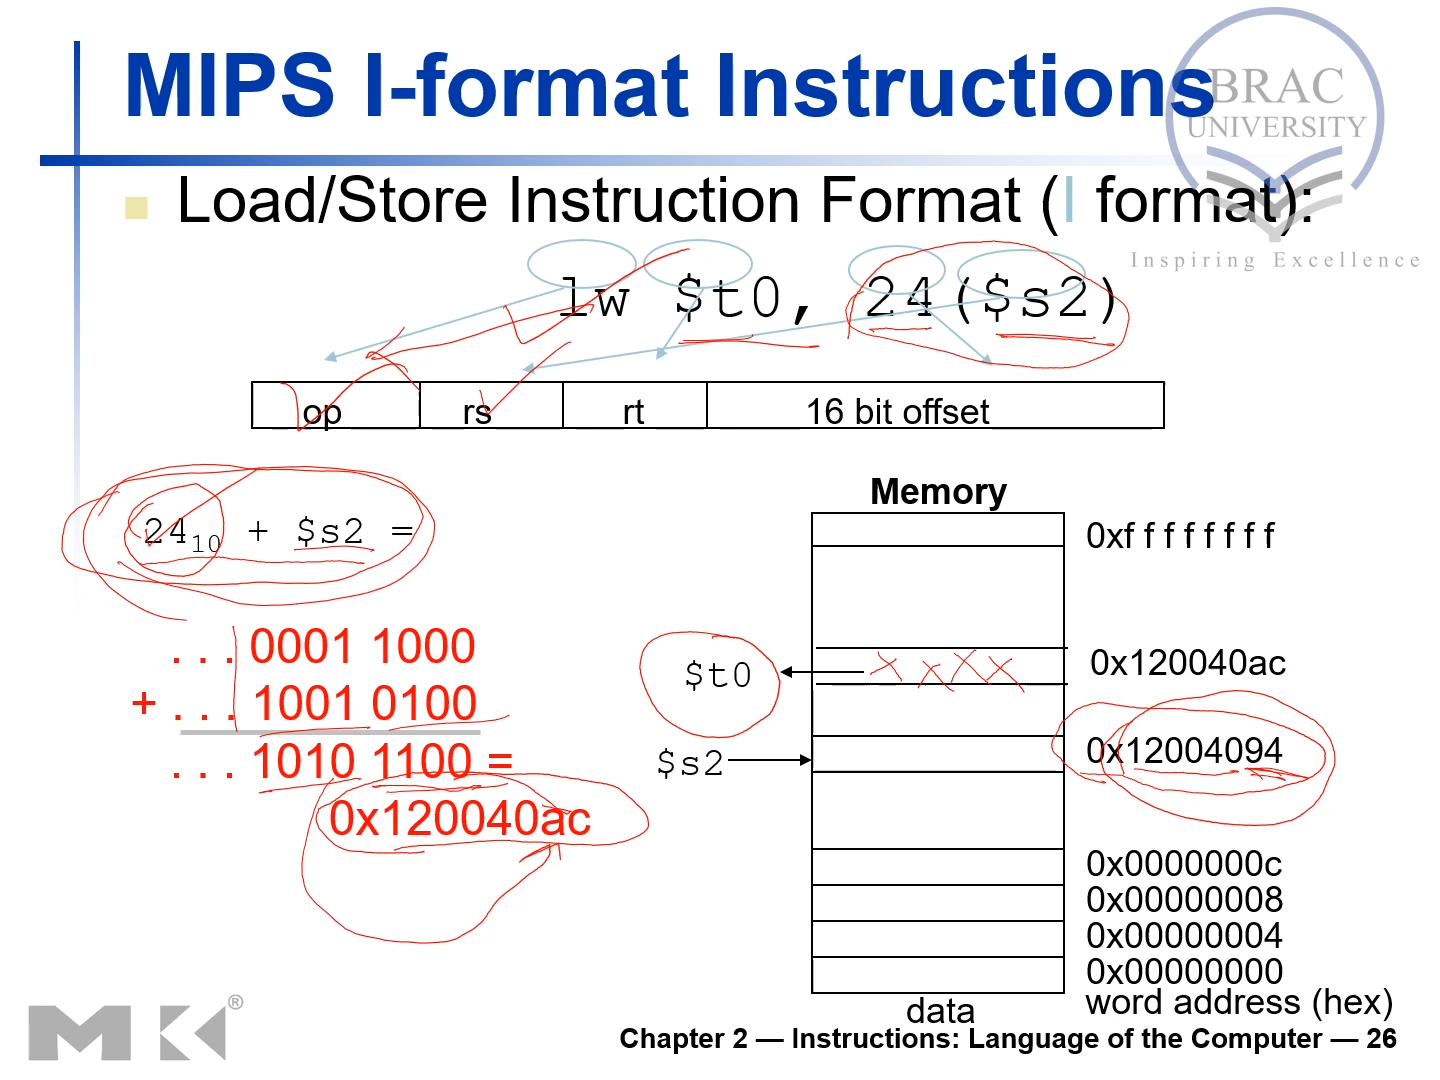 MIPS I-format Instructions
BRAC
UNIVERSITY
Inspiring Excellence
Load/Store Instruction Format (I format):
lw $t0, 24($s2)
op rs rt 16 bit offset
24₁₀ + $s2 =
. . . 0001 1000
+ . . . 1001 0100
. . . 1010 1100 =
0x120040ac
Memory
0xf f f f f f f f
$t0 x x x x 0x120040ac
$s2 0x12004094
0x0000000c
0x00000008
0x00000004
0x00000000
data word address (hex)
MK®
Chapter 2 — Instructions: Language of the Computer — 26